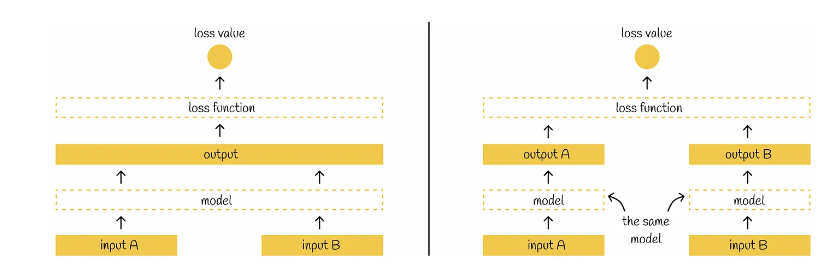 loss value
loss function
output
model
input A
input B
loss value
loss function
output A
output B
model
model
the same
model
input A
input B